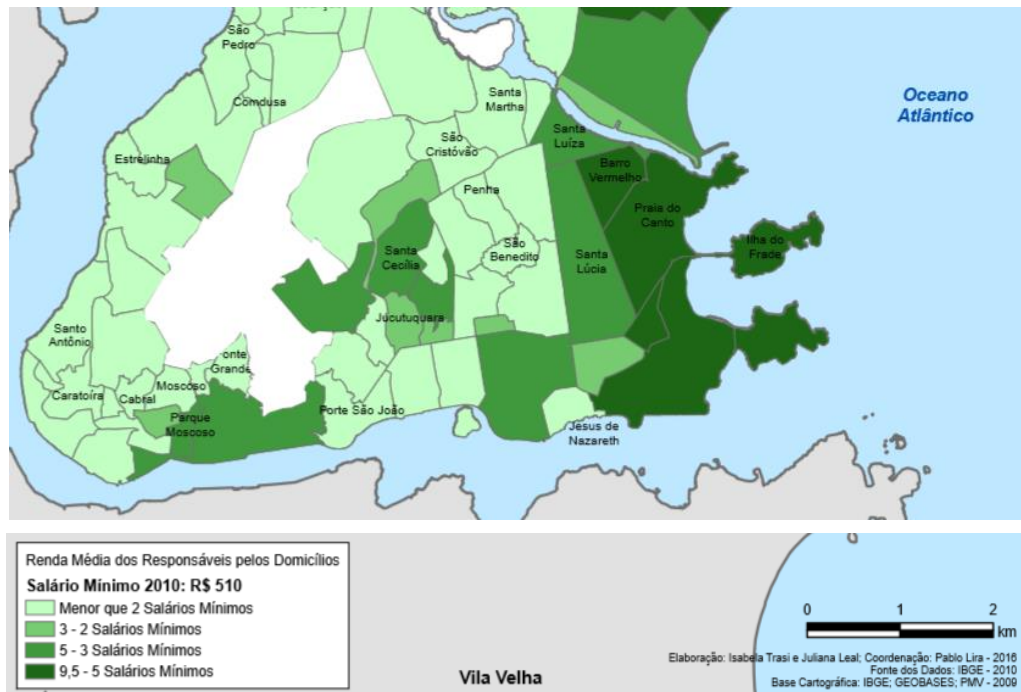 São
Pedro
Comdusa
Estrelinha
Santa
Martha
São
Cristóvão
Santa
Luíza
Barro
Vermelho
Penha
Praia do
Canto
Ilha do
Frade
Santa
Cecília
São
Benedito
Santa
Lúcia
Jucutuquara
Santo
Antônio
onte
Grande
Moscoso
Caratoíra
Cabral
Parque
Moscoso
Porte São João
Jesus de
Nazareth
Oceano
Atlântico
Renda Média dos Responsáveis pelos Domicílios
Salário Mínimo 2010: R$ 510
Menor que 2 Salários Mínimos
3 - 2 Salários Mínimos
5 - 3 Salários Mínimos
9,5 - 5 Salários Mínimos
Vila Velha
0 1 2
km
Elaboração: Isabela Trasi e Juliana Leal; Coordenação: Pablo Lira - 2016
Fonte dos Dados: IBGE - 2010
Base Cartográfica: IBGE; GEOBASES; PMV - 2009